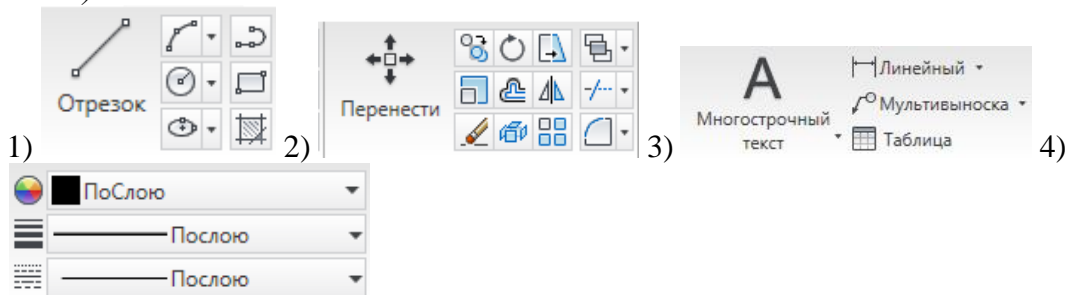 Отрезок
1)
Перенести
2)
А
Многострочный
текст
Линейный
Мультивыноска
Таблица
3)
4)
ПоСлою
Послою
Послою